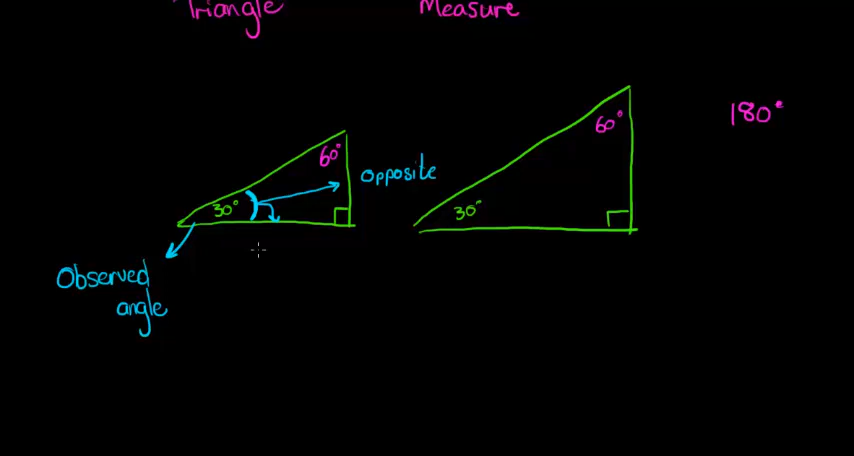 Triangle Measure
180°
60°
60°
Opposite
30°
30°
Observed
angle